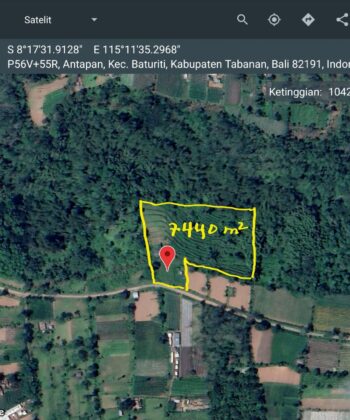 Satelit
S 8°17'31.9128" E 115°11'35.2968"
P56V+55R, Antapan, Kec. Baturiti, Kabupaten Tabanan, Bali 82191, Indo
Ketinggian: 1042
7440 m²